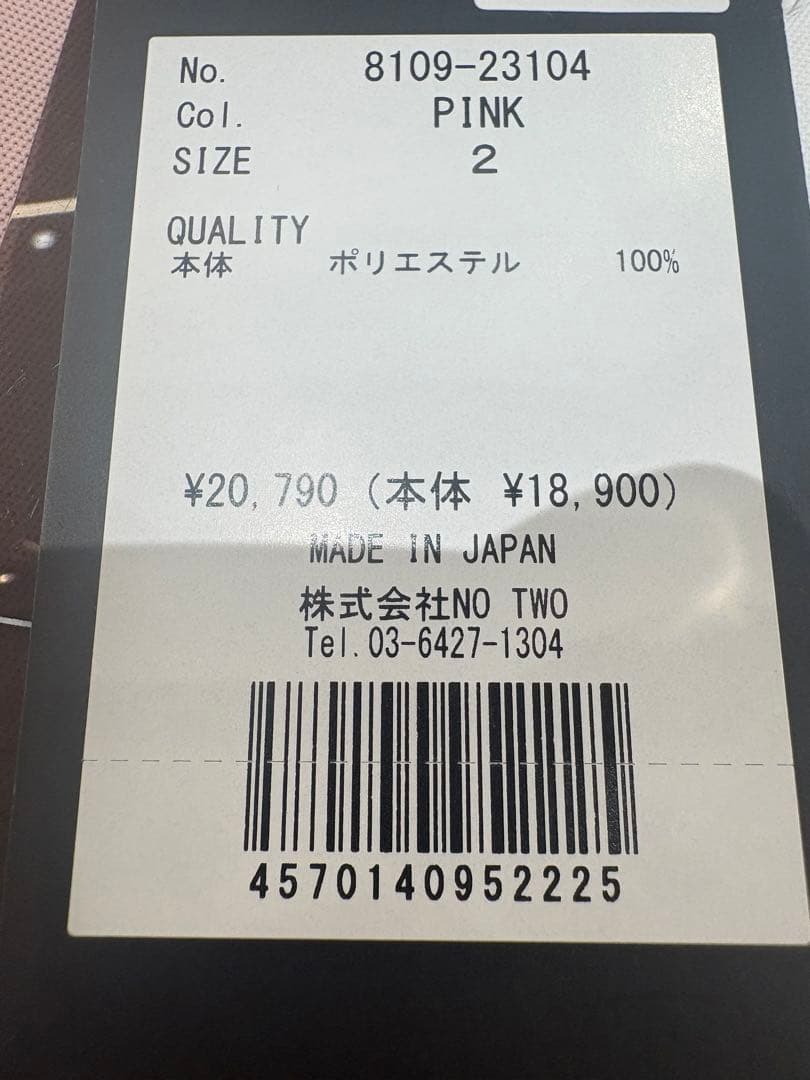 No. 8109-23104
Col. PINK
SIZE 2
QUALITY
本体 ポリエステル 100%
¥20,790 (本体 ¥18,900)
MADE IN JAPAN
株式会社NO TWO
Tel.03-6427-1304
4570140952225